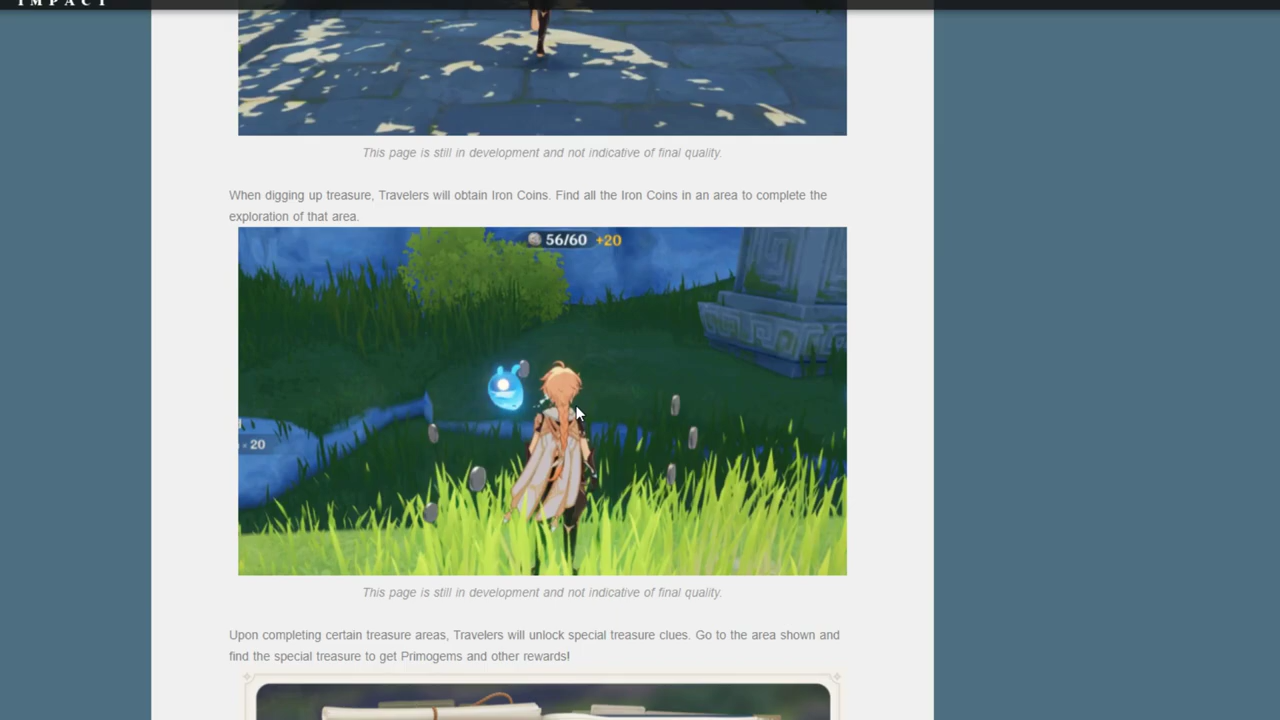 IMPACT
This page is still in development and not indicative of final quality.
When digging up treasure, Travelers will obtain Iron Coins. Find all the Iron Coins in an area to complete the
exploration of that area.
56/60 +20
20
This page is still in development and not indicative of final quality.
Upon completing certain treasure areas, Travelers will unlock special treasure clues. Go to the area shown and
find the special treasure to get Primogems and other rewards!